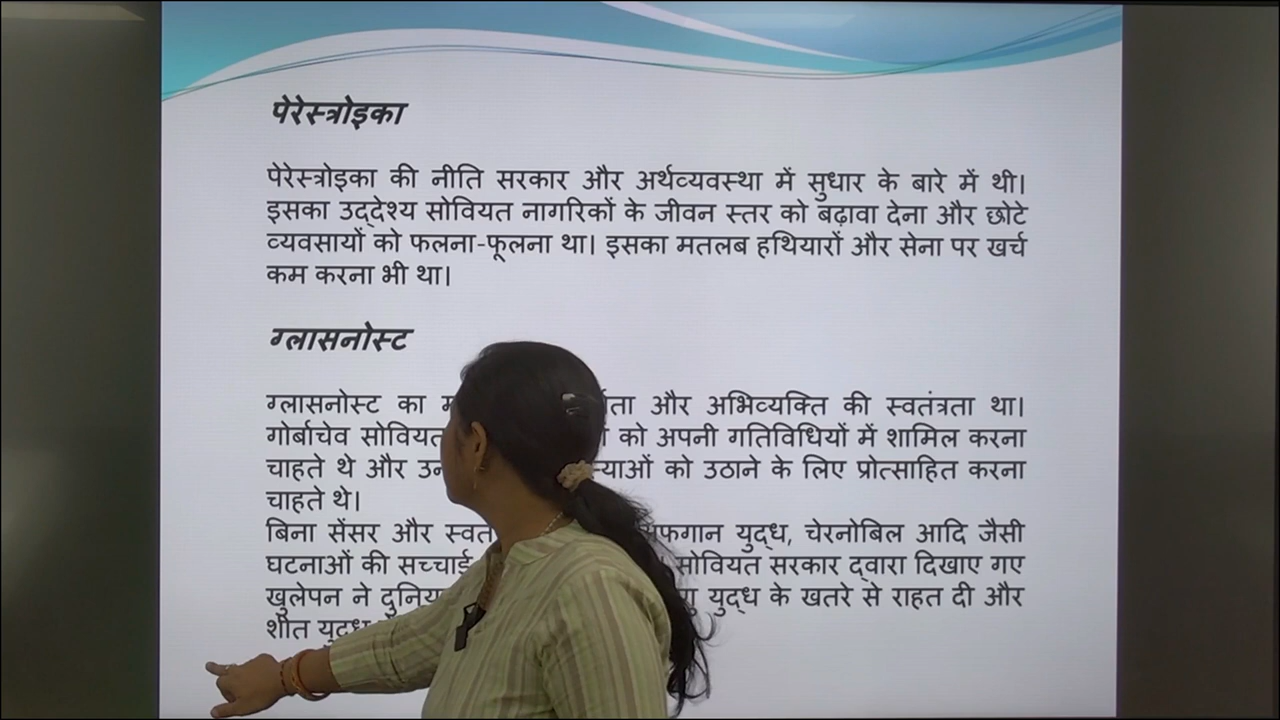 पेरेस्त्रोइका
पेरेस्त्रोइका की नीति सरकार और अर्थव्यवस्था में सुधार के बारे में थी।
इसका उद्देश्य सोवियत नागरिकों के जीवन स्तर को बढ़ावा देना और छोटे
व्यवसायों को फलना-फूलना था। इसका मतलब हथियारों और सेना पर खर्च
कम करना भी था।
ग्लासनोस्ट
ग्लासनोस्ट का और अभिव्यक्ति की स्वतंत्रता था।
गोर्बाचेव सोवियत को अपनी गतिविधियों में शामिल करना
चाहते थे और को उठाने के लिए प्रोत्साहित करना
चाहते थे।
बिना सेंसर और युद्ध, चेरनोबिल आदि जैसी
घटनाओं की सच्चाई सोवियत सरकार द्वारा दिखाए गए
खुलेपन ने युद्ध के खतरे से राहत दी और
शीत युद्ध